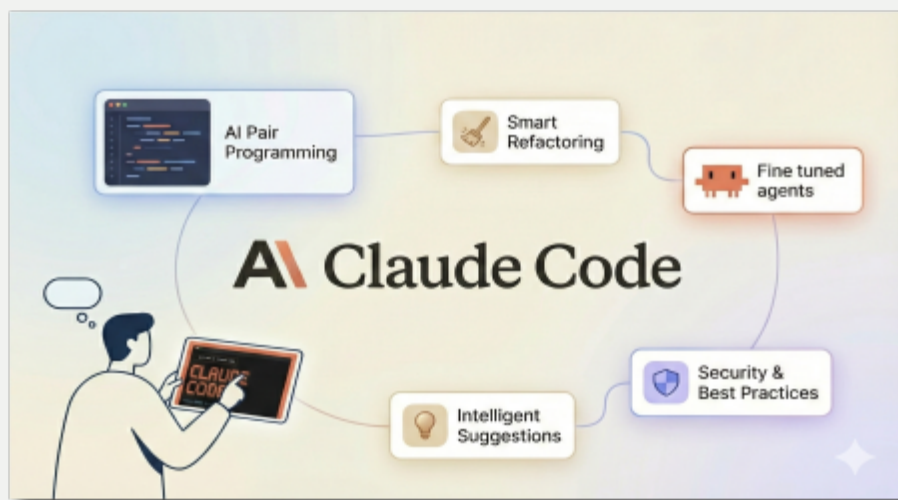 AI Pair
Programming
Smart
Refactoring
Fine tuned
agents
A\ Claude Code
CLAUDE
CODE
Security &
Best Practices
Intelligent
Suggestions